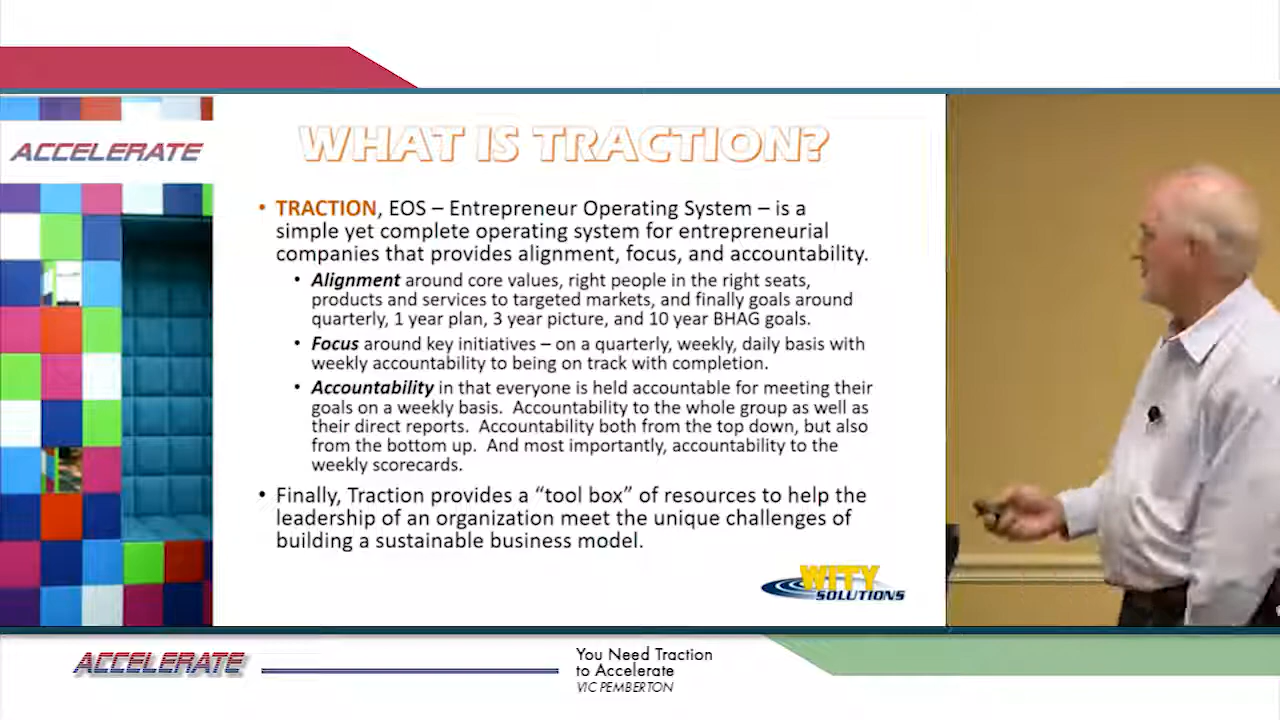 ACCELERATE
WHAT IS TRACTION?
• TRACTION, EOS – Entrepreneur Operating System – is a
simple yet complete operating system for entrepreneurial
companies that provides alignment, focus, and accountability.
• Alignment around core values, right people in the right seats,
products and services to targeted markets, and finally goals around
quarterly, 1 year plan, 3 year picture, and 10 year BHAG goals.
• Focus around key initiatives – on a quarterly, weekly, daily basis with
weekly accountability to being on track with completion.
• Accountability in that everyone is held accountable for meeting their
goals on a weekly basis.  Accountability to the whole group as well as
their direct reports.  Accountability both from the top down, but also
from the bottom up.  And most importantly, accountability to the
weekly scorecards.
• Finally, Traction provides a “tool box” of resources to help the
leadership of an organization meet the unique challenges of
building a sustainable business model.
WITY
SOLUTIONS
ACCELERATE
You Need Traction
to Accelerate
VIC PEMBERTON